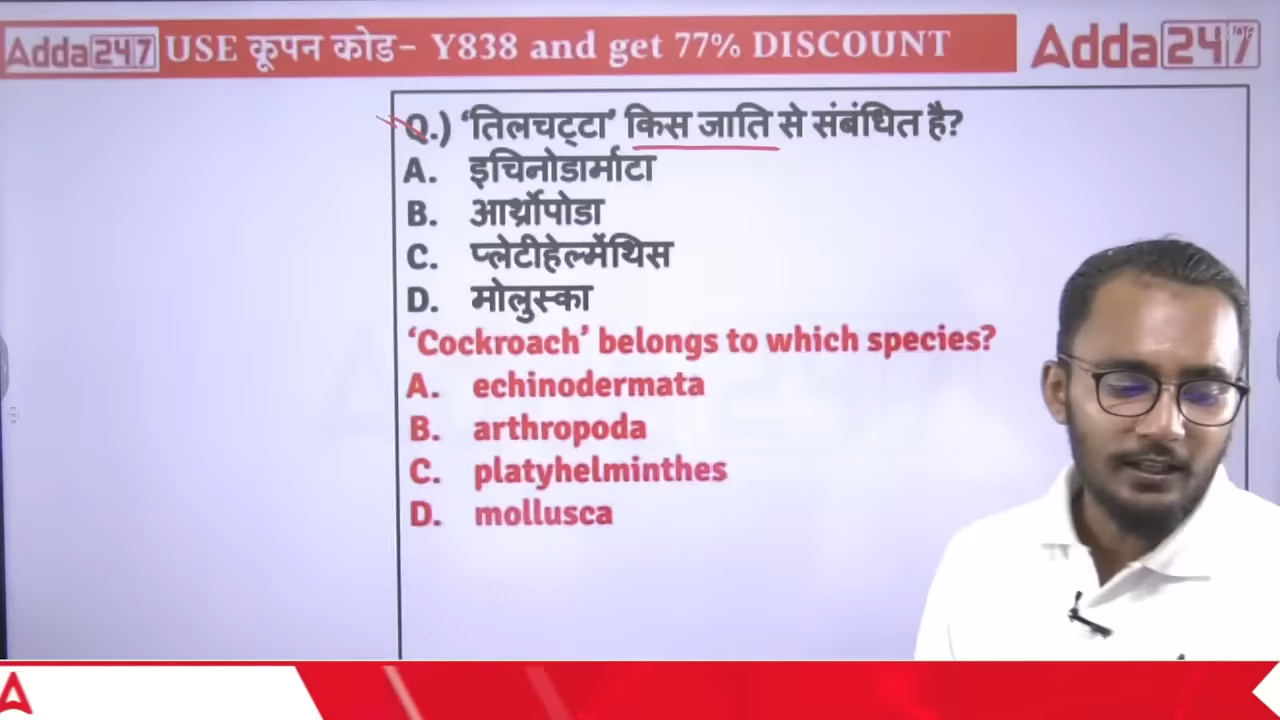 Adda247 USE कूपन कोड- Y838 and get 77% DISCOUNT
Adda247
Q.) ‘तिलचट्टा’ किस जाति से संबंधित है?
A. इचिनोडार्माटा
B. आर्थ्रोपोडा
C. प्लेटीहेल्मेंथिस
D. मोलुस्का
‘Cockroach’ belongs to which species?
A. echinodermata
B. arthropoda
C. platyhelminthes
D. mollusca